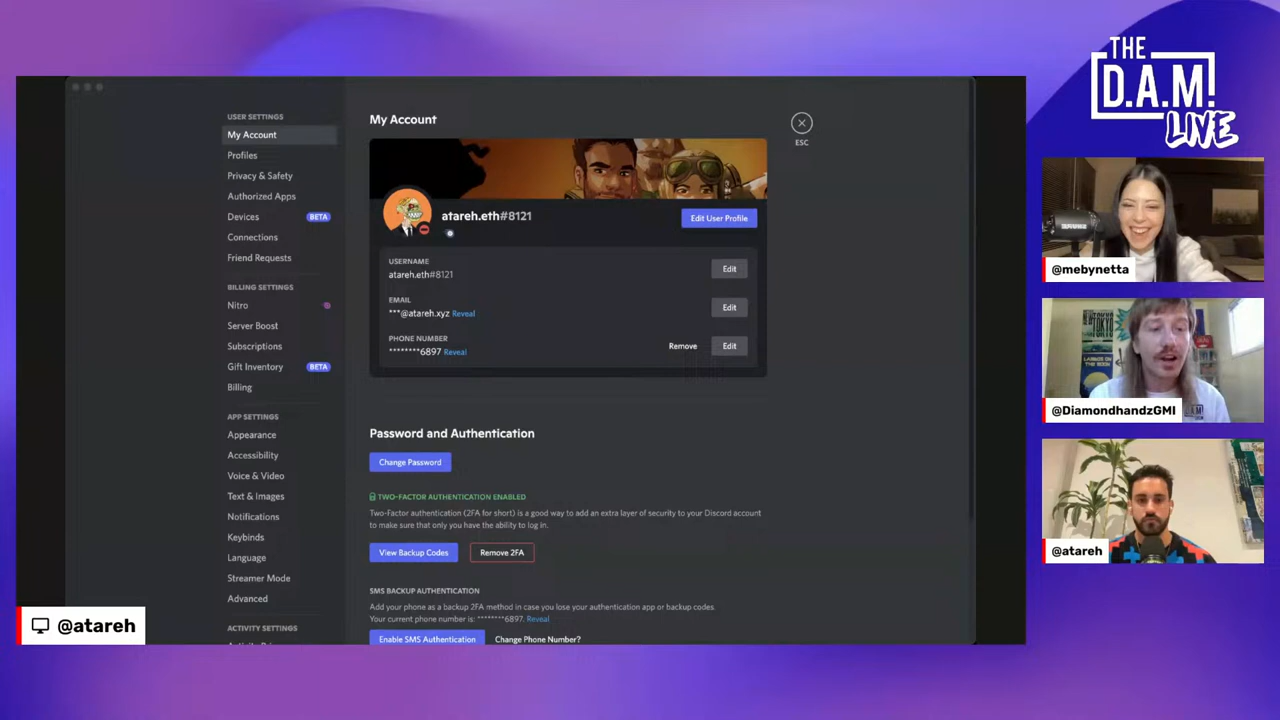 THE
D.A.M!
LIVE
USER SETTINGS
My Account
Profiles
Privacy & Safety
Authorized Apps
Devices
BETA
Connections
Friend Requests
BILLING SETTINGS
Nitro
Server Boost
Subscriptions
Gift Inventory
BETA
Billing
APP SETTINGS
Appearance
Accessibility
Voice & Video
Text & Images
Notifications
Keybinds
Language
Streamer Mode
Advanced
ACTIVITY SETTINGS
My Account
ESC
atareh.eth#8121
Edit User Profile
USERNAME
atareh.eth#8121
Edit
EMAIL
***@atareh.xyz Reveal
Edit
PHONE NUMBER
********6897 Reveal
Remove
Edit
Password and Authentication
Change Password
TWO-FACTOR AUTHENTICATION ENABLED
Two-Factor authentication (2FA for short) is a good way to add an extra layer of security to your Discord account
to make sure that only you have the ability to log in.
View Backup Codes
Remove 2FA
SMS BACKUP AUTHENTICATION
Add your phone as a backup 2FA method in case you lose your authentication app or backup codes.
Your current phone number is: ********6897. Reveal
Enable SMS Authentication
Change Phone Number?
@atareh
@mebynetta
@DiamondhandzGMI
@atareh